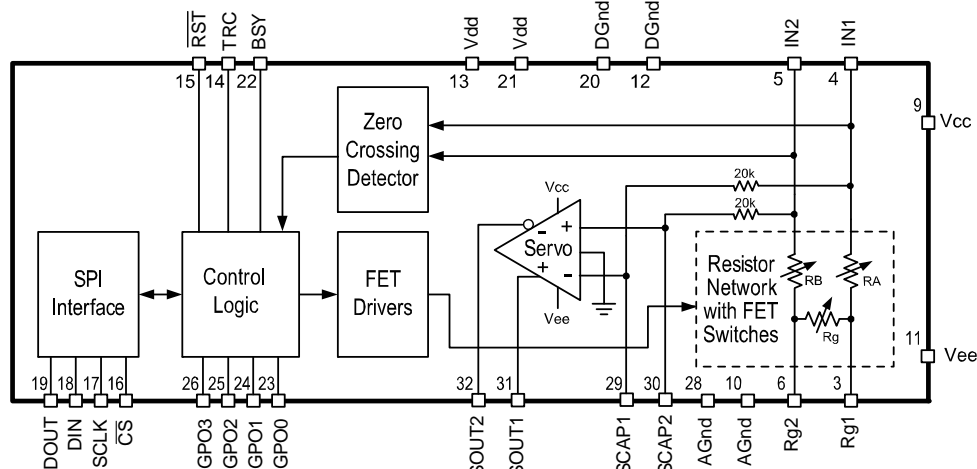 RST
TRC
BSY
Vdd
Vdd
DGnd
DGnd
IN2
IN1
15
14
22
13
21
20
12
5
4
9
Vcc
Zero
Crossing
Detector
20k
20k
Vcc
-
+
Servo
+
-
Vee
SPI
Interface
Control
Logic
FET
Drivers
Resistor
Network
with FET
Switches
RB
RA
Rg
11
Vee
19
18
17
16
26
25
24
23
32
31
29
30
28
10
6
3
DOUT
DIN
SCLK
CS
GPO3
GPO2
GPO1
GPO0
SOUT2
SOUT1
SCAP1
SCAP2
AGnd
AGnd
Rg2
Rg1